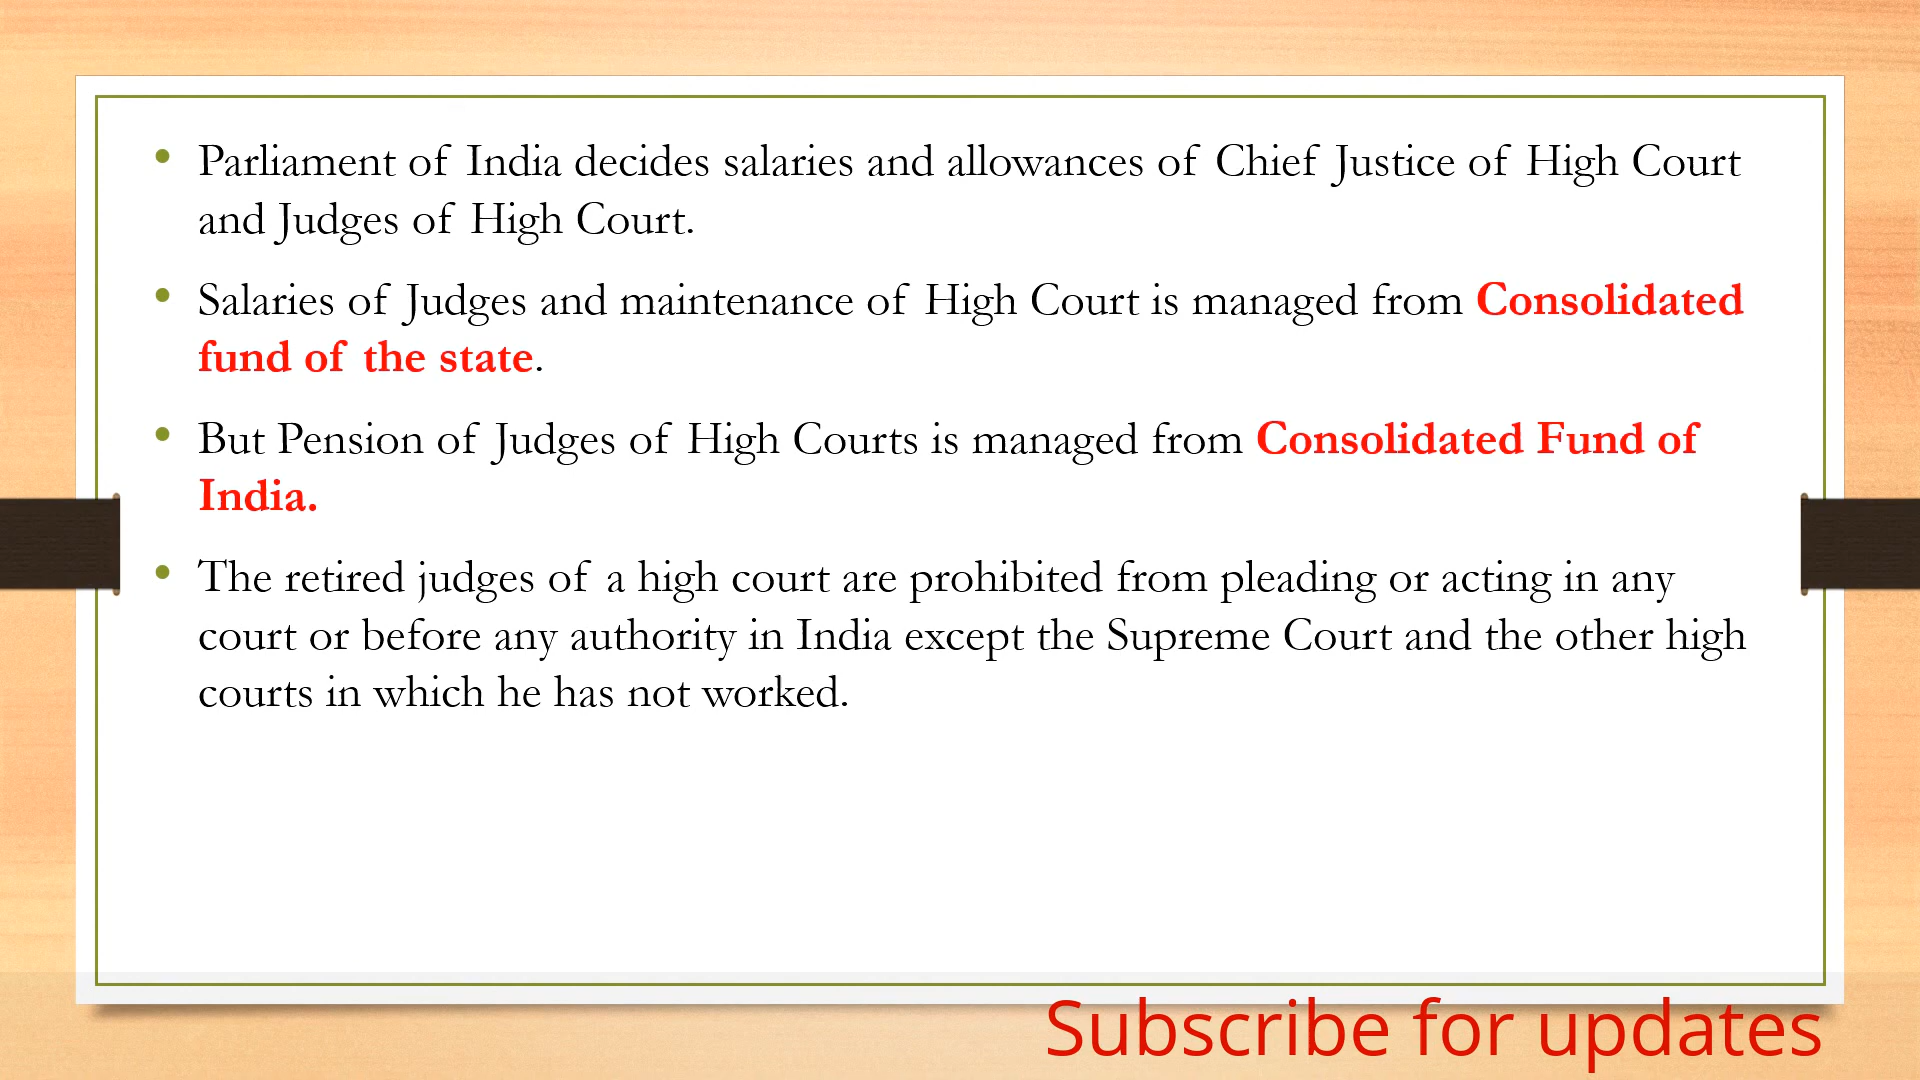 • Parliament of India decides salaries and allowances of Chief Justice of High Court
and Judges of High Court.
• Salaries of Judges and maintenance of High Court is managed from Consolidated
fund of the state.
• But Pension of Judges of High Courts is managed from Consolidated Fund of
India.
• The retired judges of a high court are prohibited from pleading or acting in any
court or before any authority in India except the Supreme Court and the other high
courts in which he has not worked.
Subscribe for updates